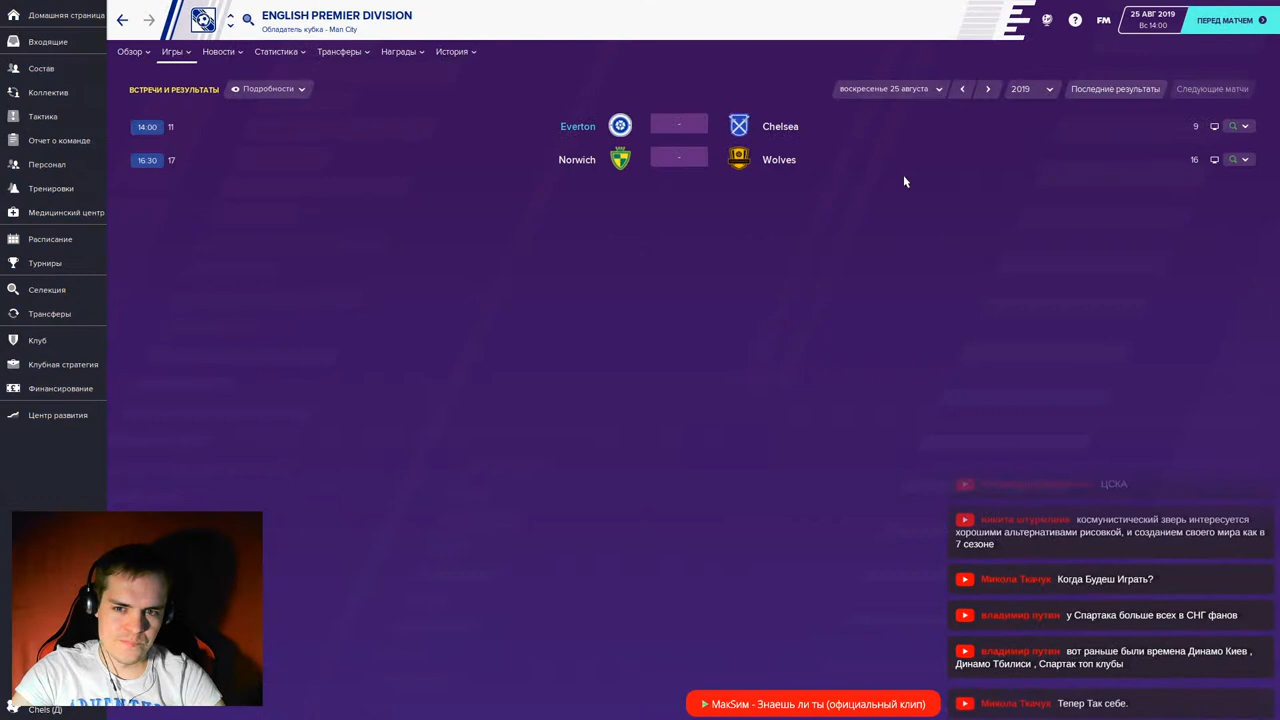 Домашняя страница
Входящие
Состав
Коллектив
Тактика
Отчет о команде
Персонал
Тренировки
Медицинский центр
Расписание
Турниры
Селекция
Трансферы
Клуб
Клубная стратегия
Финансирование
Центр развития
Chels (Д)
ENGLISH PREMIER DIVISION
Обладатель кубка - Man City
FM
25 АВГ 2019
Вс 14:00
ПЕРЕД МАТЧЕМ
Обзор Игры Новости Статистика Трансферы Награды История
ВСТРЕЧИ И РЕЗУЛЬТАТЫ Подробности воскресенье 25 августа 2019 Последние результаты Следующие матчи
14:00 11 Everton - Chelsea 9
16:30 17 Norwich - Wolves 16
ЦСКА
космунистический зверь интересуется
хорошими альтернативами рисовкой, и созданием своего мира как в
7 сезоне
Микола Ткачук Когда Будеш Играть?
владимир путин у Спартака больше всех в СНГ фанов
владимир путин вот раньше были времена Динамо Киев ,
Динамо Тбилиси , Спартак топ клубы
Микола Ткачук Тепер Так себе.
МакSим - Знаешь ли ты (официальный клип)